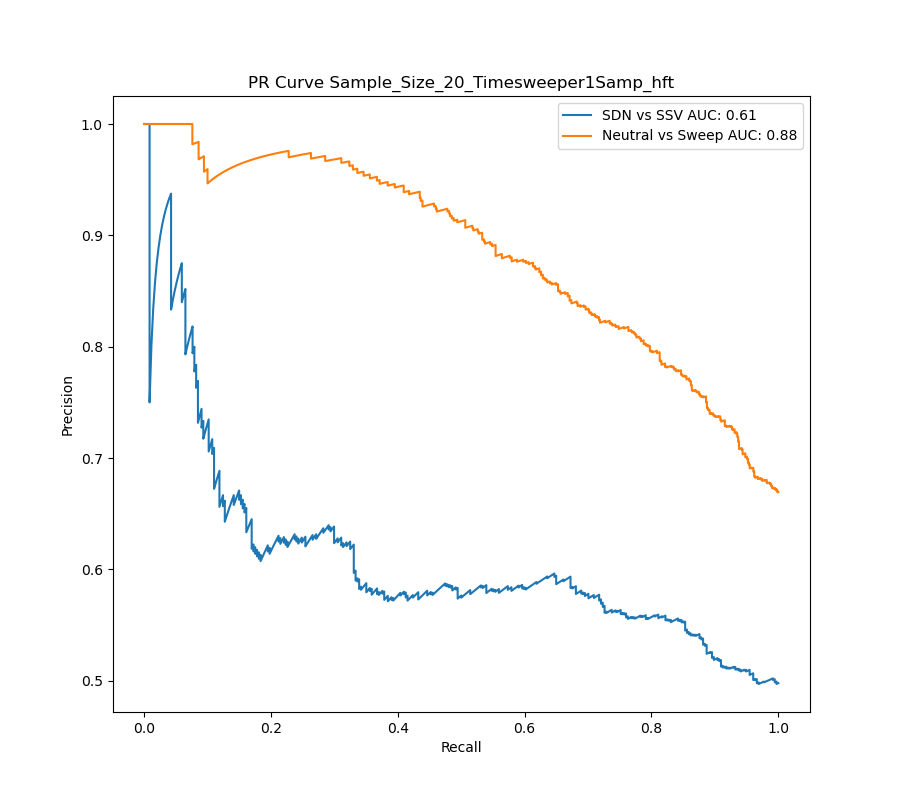 PR Curve Sample_Size_20_Timesweeper1Samp_hft
SDN vs SSV AUC: 0.61
Neutral vs Sweep AUC: 0.88
1.0
0.9
0.8
0.7
0.6
0.5
Precision
0.0 0.2 0.4 0.6 0.8 1.0
Recall